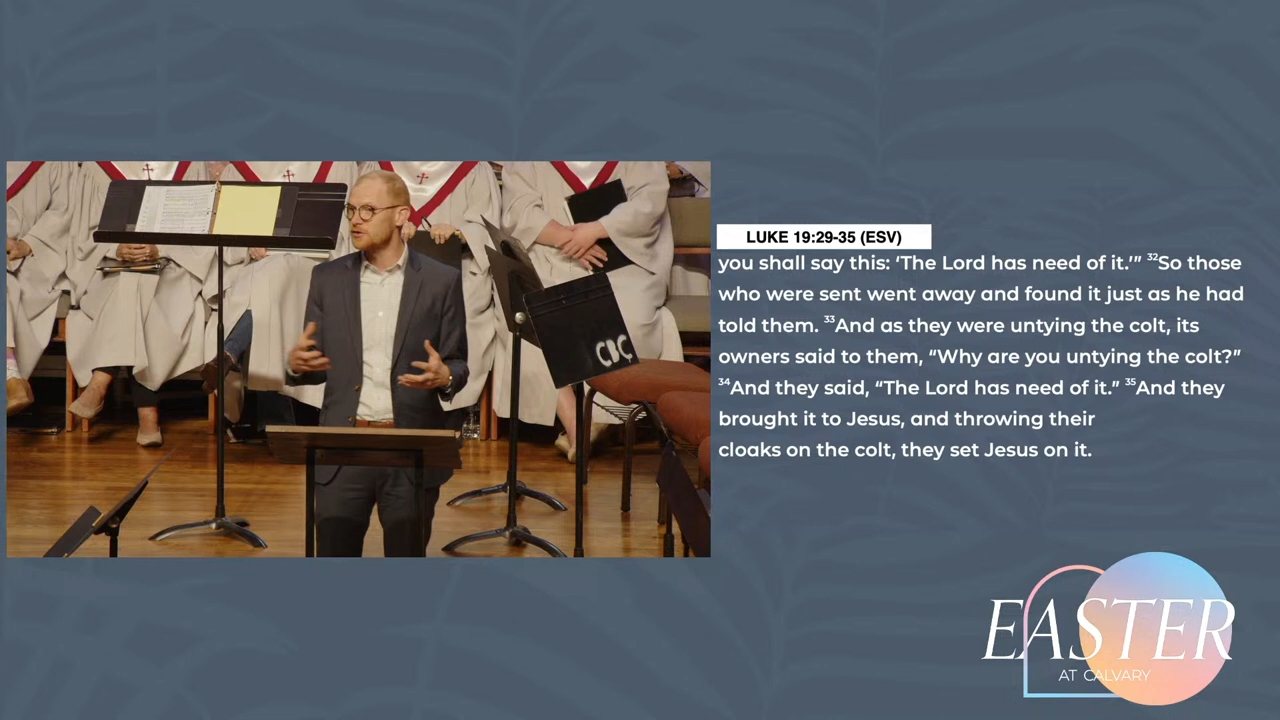 CBC
LUKE 19:29-35 (ESV)
you shall say this: ‘The Lord has need of it.’” ³²So those
who were sent went away and found it just as he had
told them. ³³And as they were untying the colt, its
owners said to them, “Why are you untying the colt?”
³⁴And they said, “The Lord has need of it.” ³⁵And they
brought it to Jesus, and throwing their
cloaks on the colt, they set Jesus on it.
EASTER
AT CALVARY